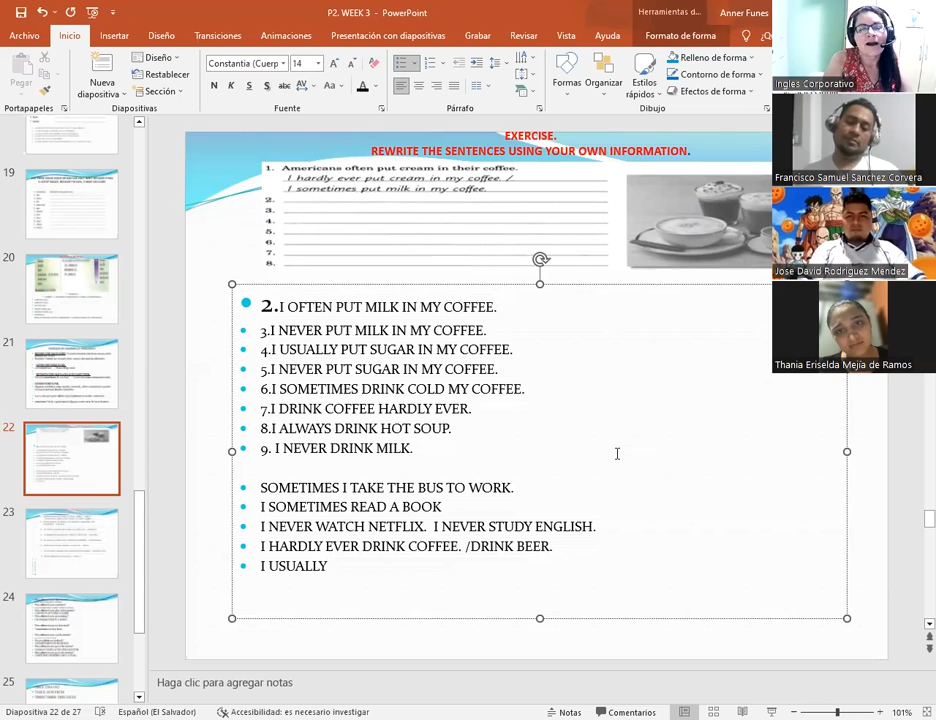 P2. WEEK 3 - PowerPoint
Herramientas d...
Anner Funes
Archivo
Inicio
Insertar
Diseño
Transiciones
Animaciones
Presentación con diapositivas
Grabar
Revisar
Vista
Ayuda
Formato de forma
Pegar
Nueva
diapositiva
Diseño
Restablecer
Sección
Constantia (Cuerp
14
N K S S abc AV Aa A
Formas
Organizar
Estilos
rápidos
Relleno de forma
Contorno de forma
Efectos de forma
Portapapeles
Diapositivas
Fuente
Párrafo
Dibujo
19
20
21
22
23
24
25
EXERCISE.
REWRITE THE SENTENCES USING YOUR OWN INFORMATION.
1. Americans often put cream in their coffee.
I hardly ever put cream in my coffee. /
I sometimes put milk in my coffee.
2.
3.
4.
5.
6.
7.
8.
2.I OFTEN PUT MILK IN MY COFFEE.
3.I NEVER PUT MILK IN MY COFFEE.
4.I USUALLY PUT SUGAR IN MY COFFEE.
5.I NEVER PUT SUGAR IN MY COFFEE.
6.I SOMETIMES DRINK COLD MY COFFEE.
7.I DRINK COFFEE HARDLY EVER.
8.I ALWAYS DRINK HOT SOUP.
9. I NEVER DRINK MILK.
SOMETIMES I TAKE THE BUS TO WORK.
I SOMETIMES READ A BOOK
I NEVER WATCH NETFLIX. I NEVER STUDY ENGLISH.
I HARDLY EVER DRINK COFFEE. /DRINK BEER.
I USUALLY
Ingles Corporativo
Francisco Samuel Sanchez Corvera
Jose David Rodriguez Mendez
Thania Eriselda Mejía de Ramos
Haga clic para agregar notas
Diapositiva 22 de 27
Español (El Salvador)
Accesibilidad: es necesario investigar
Notas
Comentarios
101%